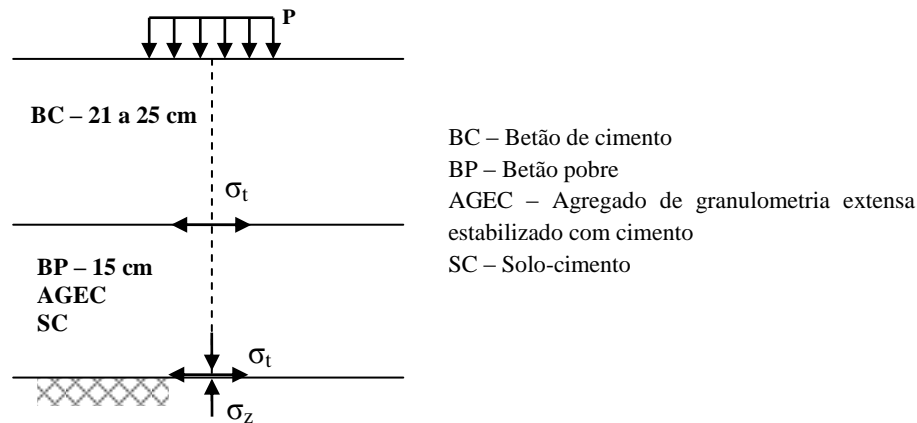 P
BC – 21 a 25 cm
σt
BP – 15 cm
AGEC
SC
σt
σz
BC – Betão de cimento
BP – Betão pobre
AGEC – Agregado de granulometria extensa
estabilizado com cimento
SC – Solo-cimento